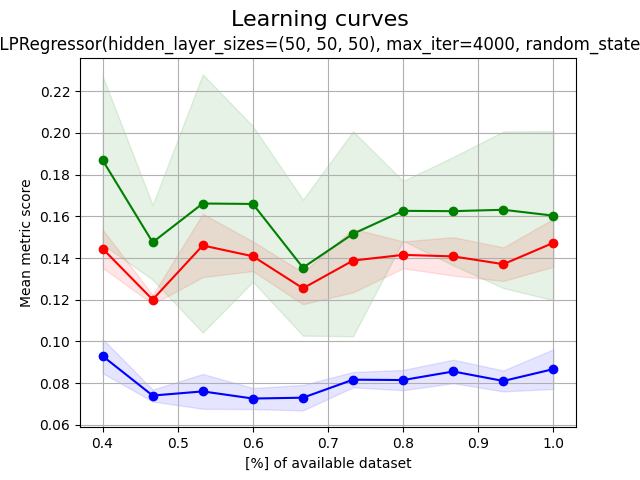 Learning curves
LPRegressor(hidden_layer_sizes=(50, 50, 50), max_iter=4000, random_state
0.22
0.20
0.18
0.16
0.14
0.12
0.10
0.08
0.06
Mean metric score
0.4 0.5 0.6 0.7 0.8 0.9 1.0
[%] of available dataset